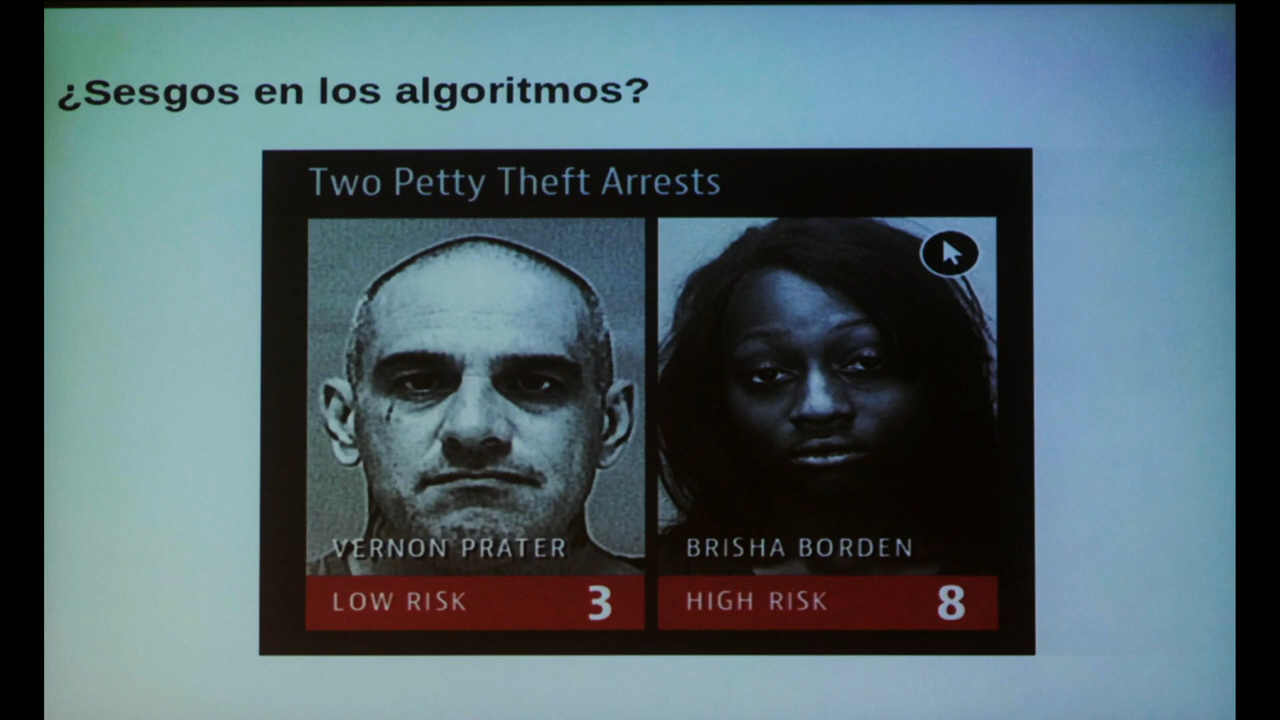 ¿Sesgos en los algoritmos?
Two Petty Theft Arrests
VERNON PRATER
BRISHA BORDEN
LOW RISK 3
HIGH RISK 8